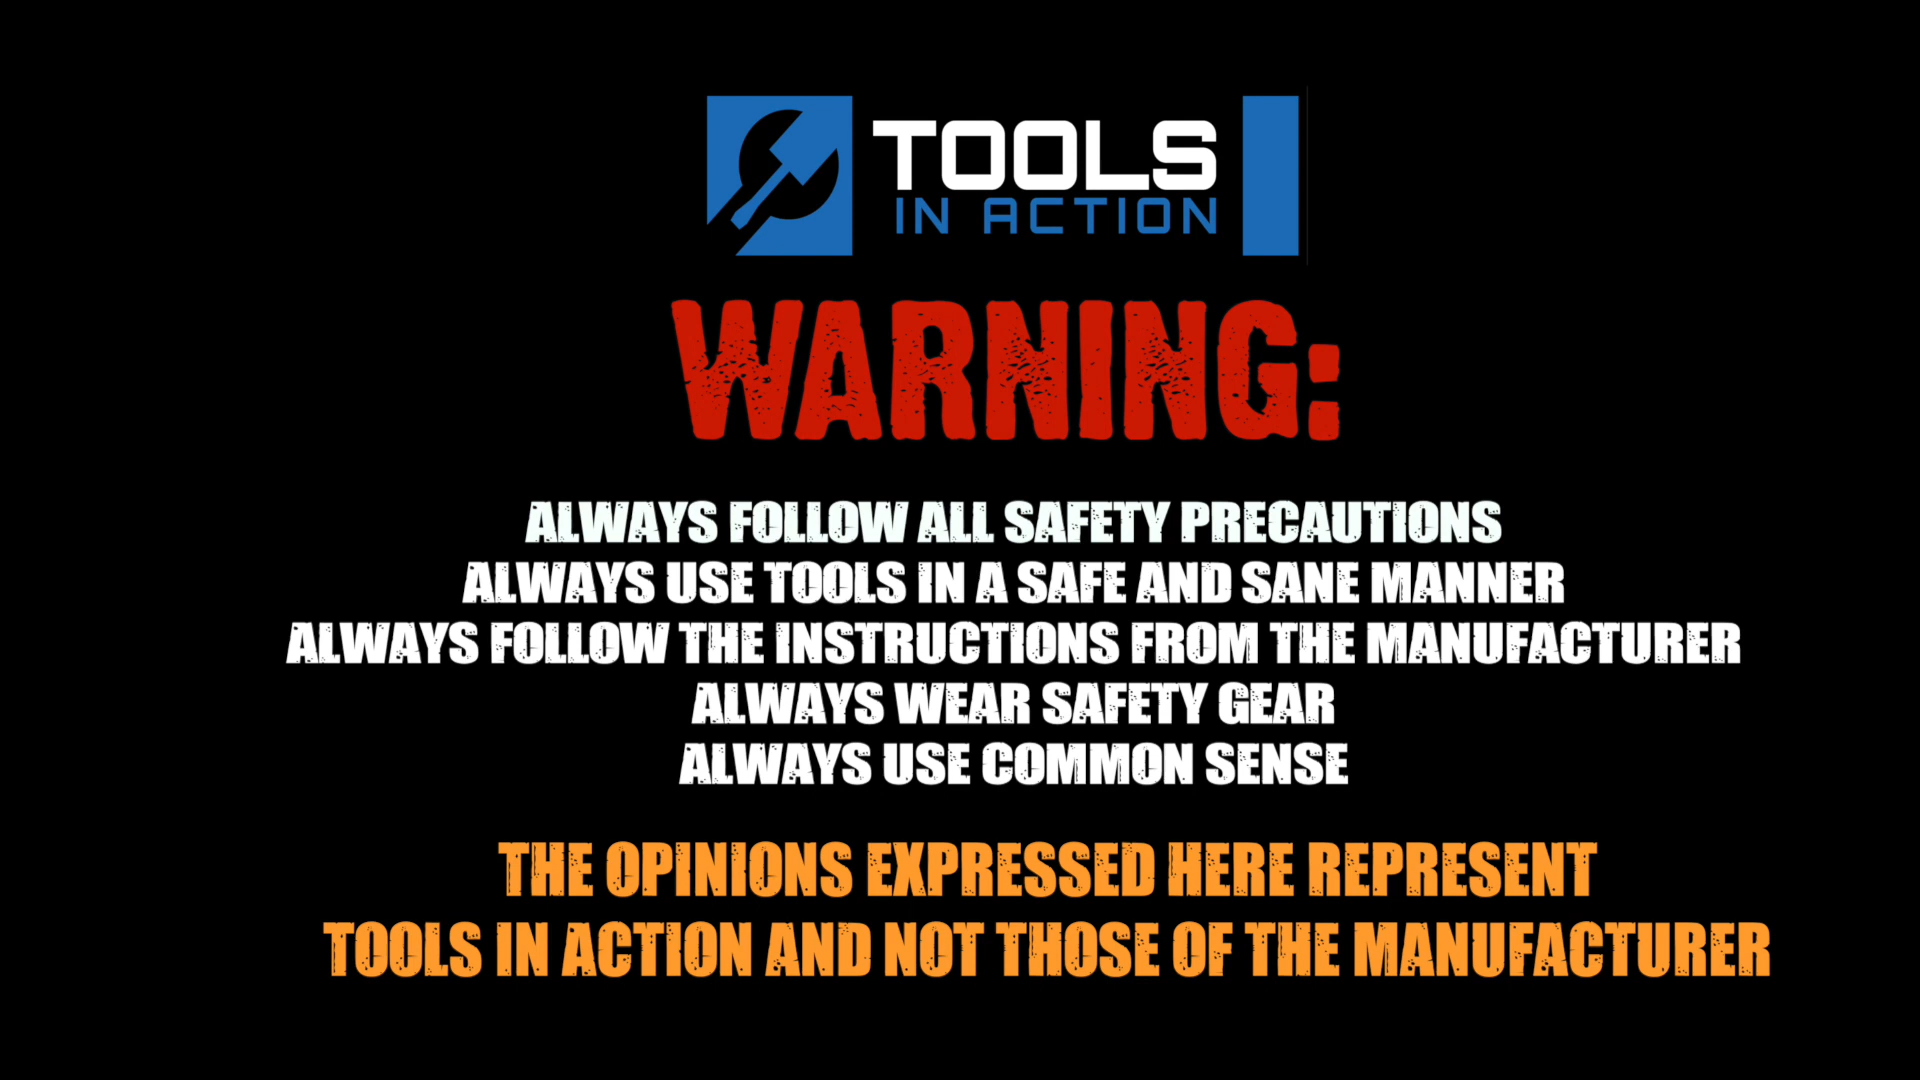 TOOLS
IN ACTION
WARNING:
ALWAYS FOLLOW ALL SAFETY PRECAUTIONS
ALWAYS USE TOOLS IN A SAFE AND SANE MANNER
ALWAYS FOLLOW THE INSTRUCTIONS FROM THE MANUFACTURER
ALWAYS WEAR SAFETY GEAR
ALWAYS USE COMMON SENSE
THE OPINIONS EXPRESSED HERE REPRESENT
TOOLS IN ACTION AND NOT THOSE OF THE MANUFACTURER